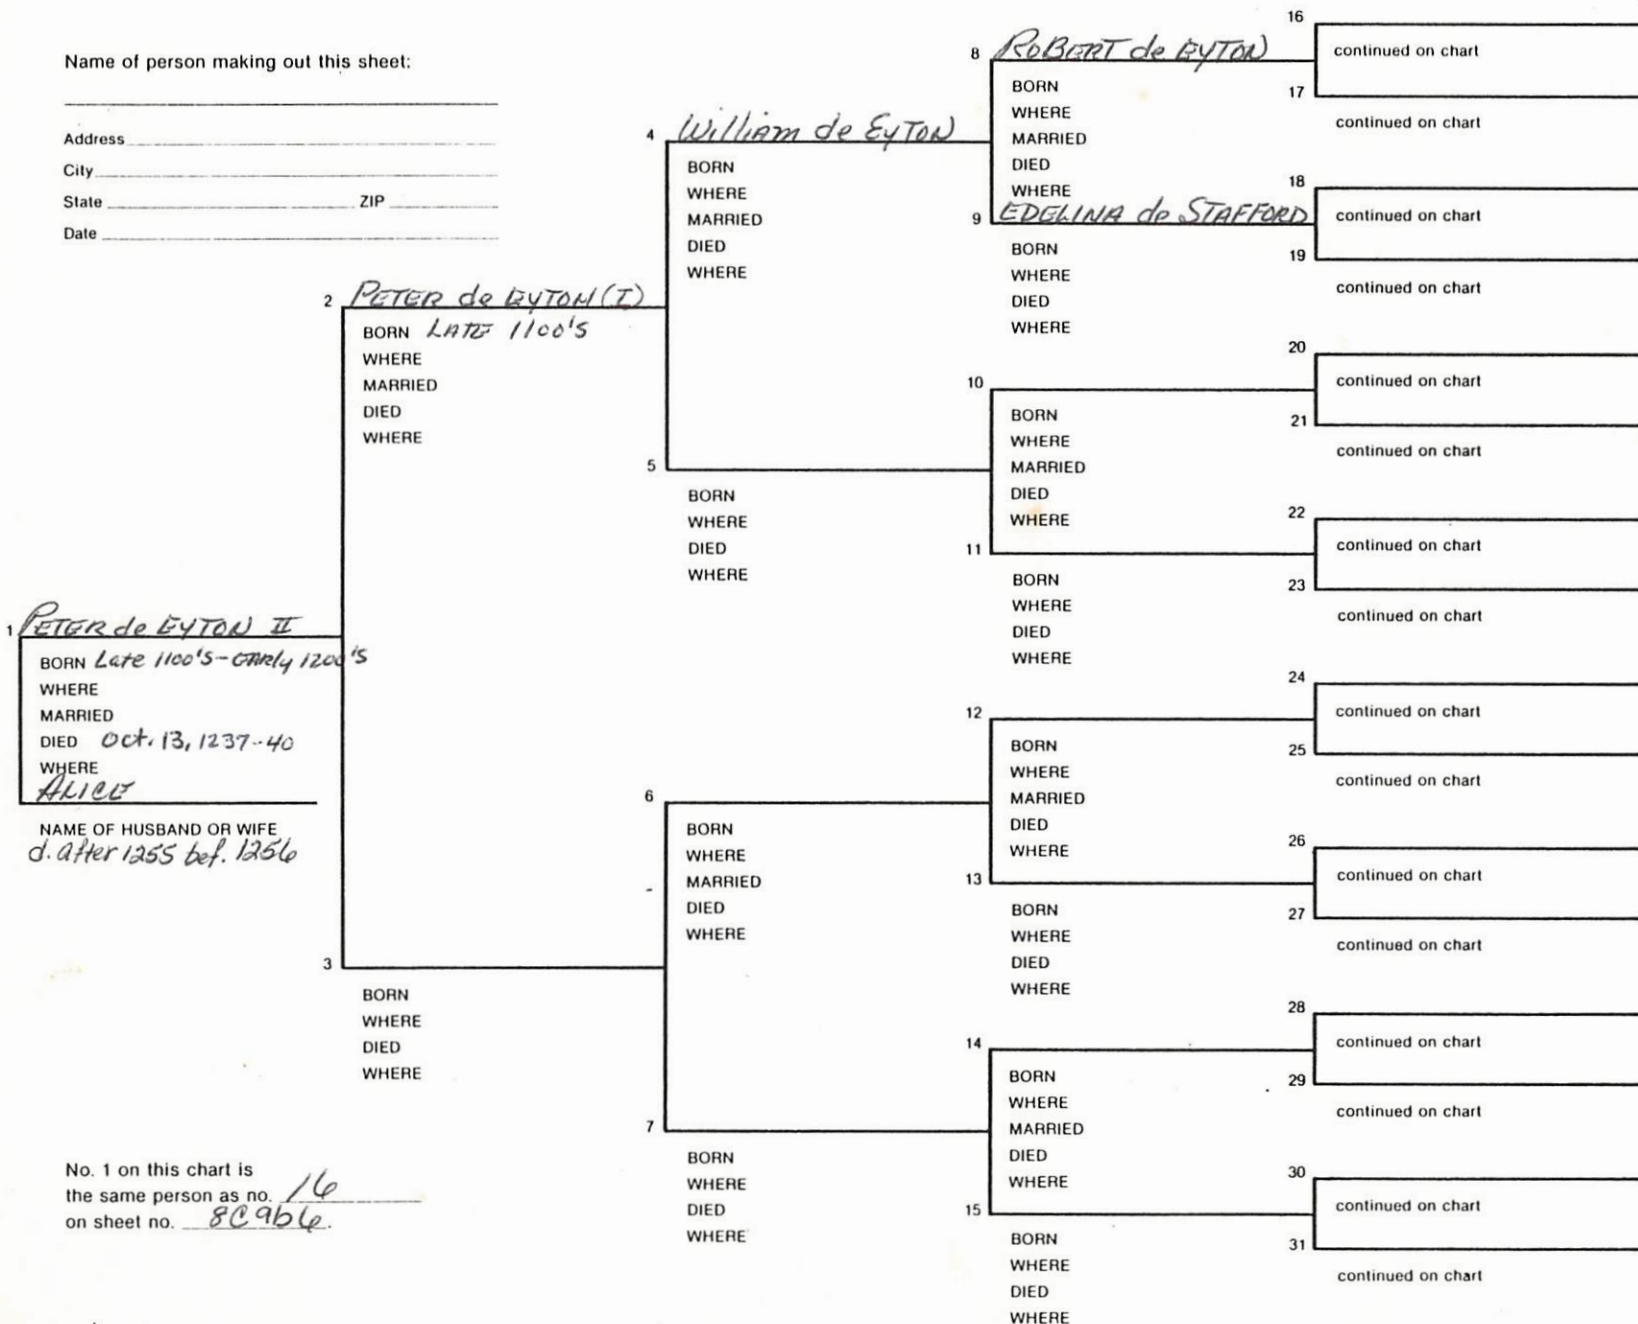 Name of person making out this sheet:
Address
City
State ZIP
Date
1 PETER de EYTON II
BORN Late 1100's-EARly 1200's
WHERE
MARRIED
DIED Oct. 13, 1237-40
WHERE
ALICE
NAME OF HUSBAND OR WIFE
d. after 1255 bef. 1256
No. 1 on this chart is
the same person as no. 16
on sheet no. 8C9b6.
2 PETER de EYTON (I)
BORN LATE 1100'S
WHERE
MARRIED
DIED
WHERE
3
BORN
WHERE
DIED
WHERE
4 William de EyTON
BORN
WHERE
MARRIED
DIED
WHERE
5
BORN
WHERE
DIED
WHERE
6
BORN
WHERE
MARRIED
DIED
WHERE
7
BORN
WHERE
DIED
WHERE
8 ROBERT de EYTON
BORN
WHERE
MARRIED
DIED
WHERE
9 EDELINA de STAFFORD
BORN
WHERE
DIED
WHERE
10
BORN
WHERE
MARRIED
DIED
WHERE
11
BORN
WHERE
DIED
WHERE
12
BORN
WHERE
MARRIED
DIED
WHERE
13
BORN
WHERE
DIED
WHERE
14
BORN
WHERE
MARRIED
DIED
WHERE
15
BORN
WHERE
DIED
WHERE
16
continued on chart
17
continued on chart
18
continued on chart
19
continued on chart
20
continued on chart
21
continued on chart
22
continued on chart
23
continued on chart
24
continued on chart
25
continued on chart
26
continued on chart
27
continued on chart
28
continued on chart
29
continued on chart
30
continued on chart
31
continued on chart